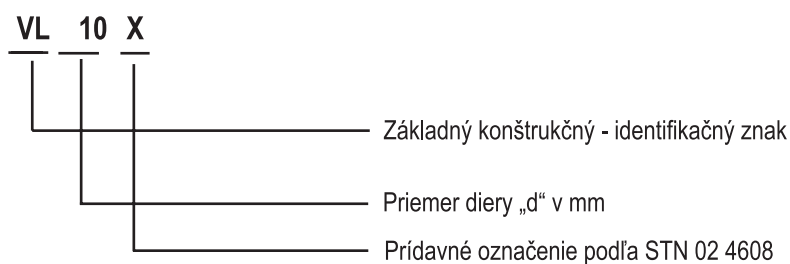 VL 10 X
Základný konštrukčný - identifikačný znak
Priemer diery „d“ v mm
Prídavné označenie podľa STN 02 4608